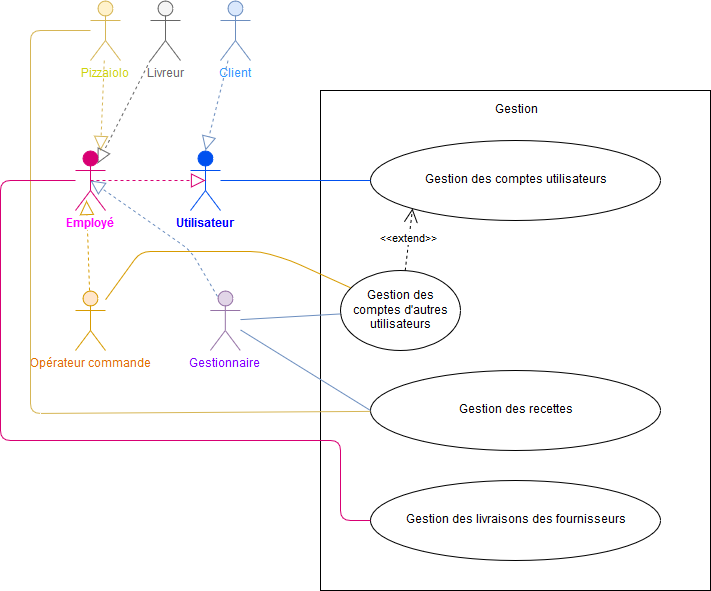 Pizzaiolo
Livreur
Client
Gestion
Gestion des comptes utilisateurs
Employé
Utilisateur
<<extend>>
Gestion des
comptes d'autres
utilisateurs
Opérateur commande
Gestionnaire
Gestion des recettes
Gestion des livraisons des fournisseurs